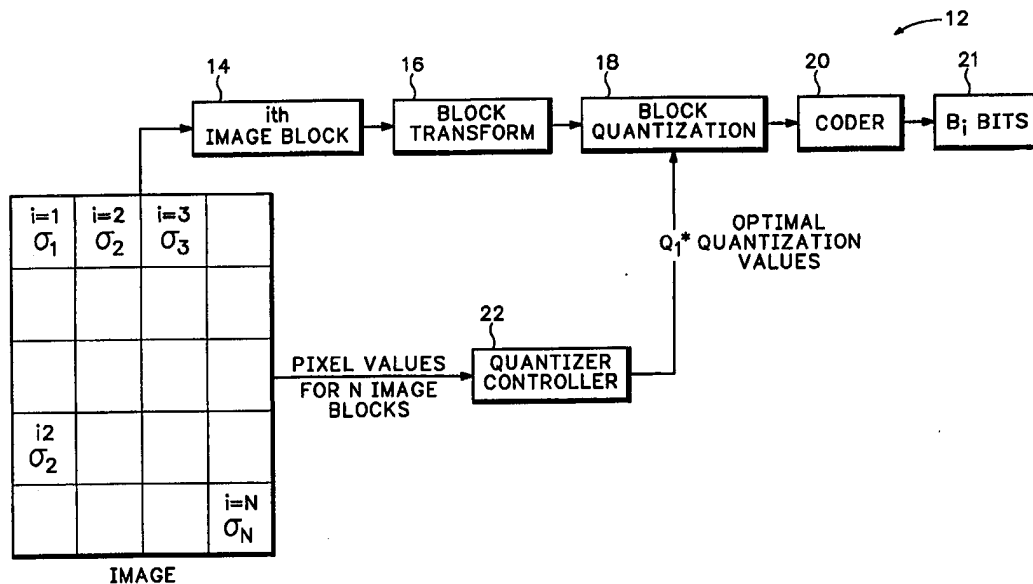 12
14
16
18
20
21
ith
IMAGE BLOCK
BLOCK
TRANSFORM
BLOCK
QUANTIZATION
CODER
Bi BITS
i=1
σ1
i=2
σ2
i=3
σ3
Q1* OPTIMAL
QUANTIZATION
VALUES
22
PIXEL VALUES
FOR N IMAGE
BLOCKS
QUANTIZER
CONTROLLER
i2
σ2
i=N
σN
IMAGE